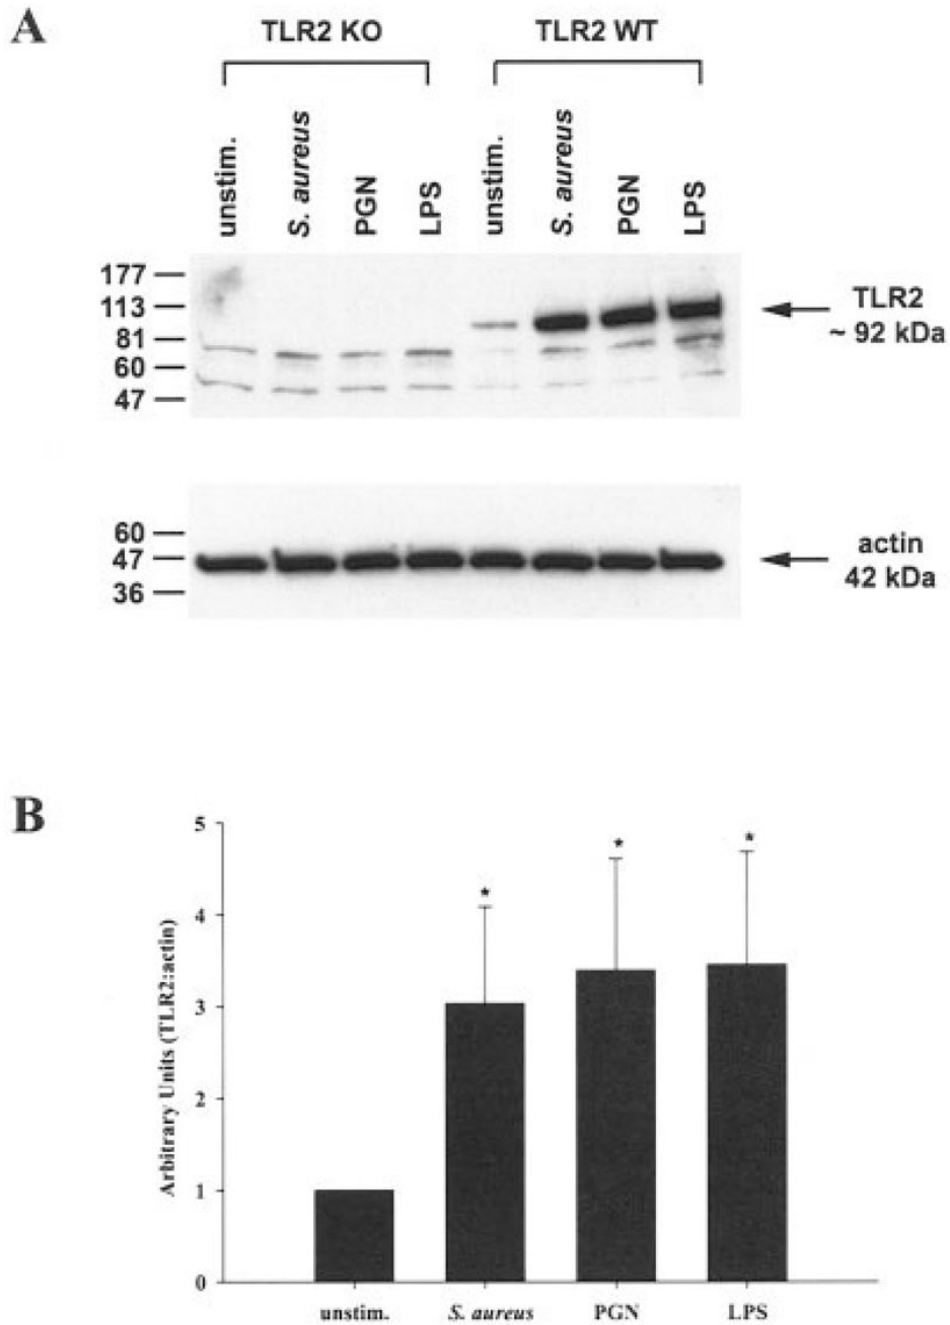 A
TLR2 KO
TLR2 WT
unstim.
S. aureus
PGN
LPS
unstim.
S. aureus
PGN
LPS
177
113
81
60
47
TLR2
~ 92 kDa
60
47
36
actin
42 kDa
B
Arbitrary Units (TLR2:actin)
5
4
3
2
1
0
*
*
*
unstim.
S. aureus
PGN
LPS